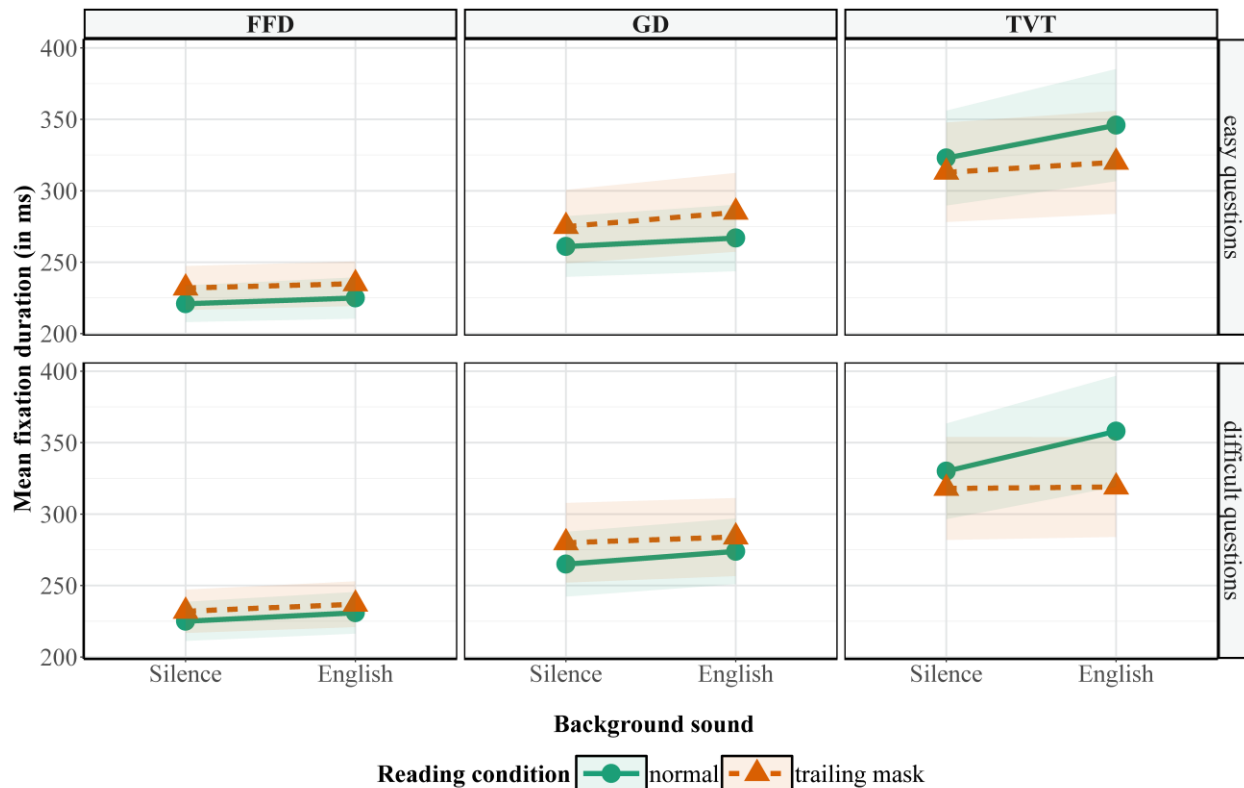 FFD GD TVT
400
350
300
250
200
easy questions
400
350
300
250
200
difficult questions
Mean fixation duration (in ms)
Silence English Silence English Silence English
Background sound
Reading condition normal trailing mask